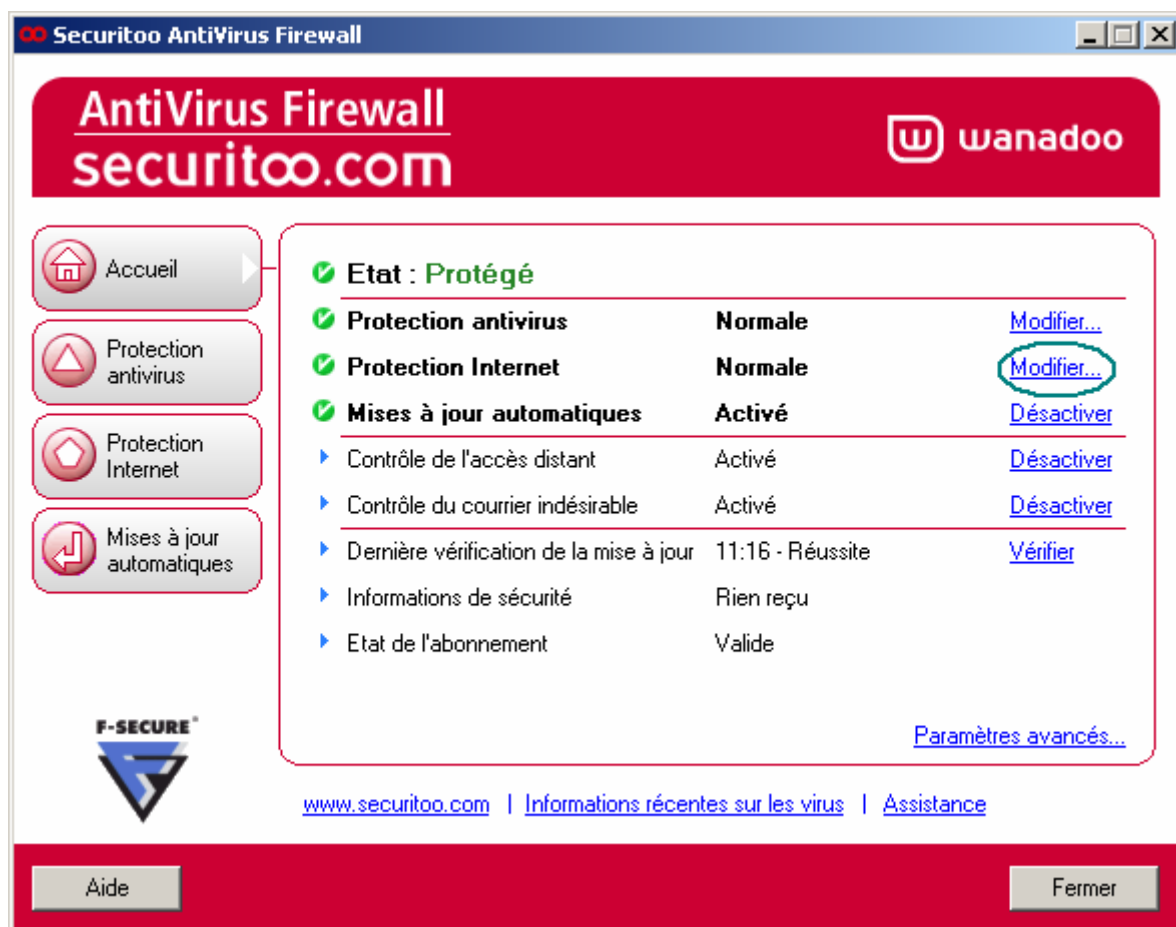 Securitoo AntiVirus Firewall
AntiVirus Firewall
securitoo.com
w wanadoo
Accueil
Protection
antivirus
Protection
Internet
Mises à jour
automatiques
Etat : Protégé
Protection antivirus Normale Modifier...
Protection Internet Normale Modifier...
Mises à jour automatiques Activé Désactiver
Contrôle de l'accès distant Activé Désactiver
Contrôle du courrier indésirable Activé Désactiver
Dernière vérification de la mise à jour 11:16 - Réussite Vérifier
Informations de sécurité Rien reçu
Etat de l'abonnement Valide
Paramètres avancés...
F-SECURE®
www.securitoo.com | Informations récentes sur les virus | Assistance
Aide Fermer